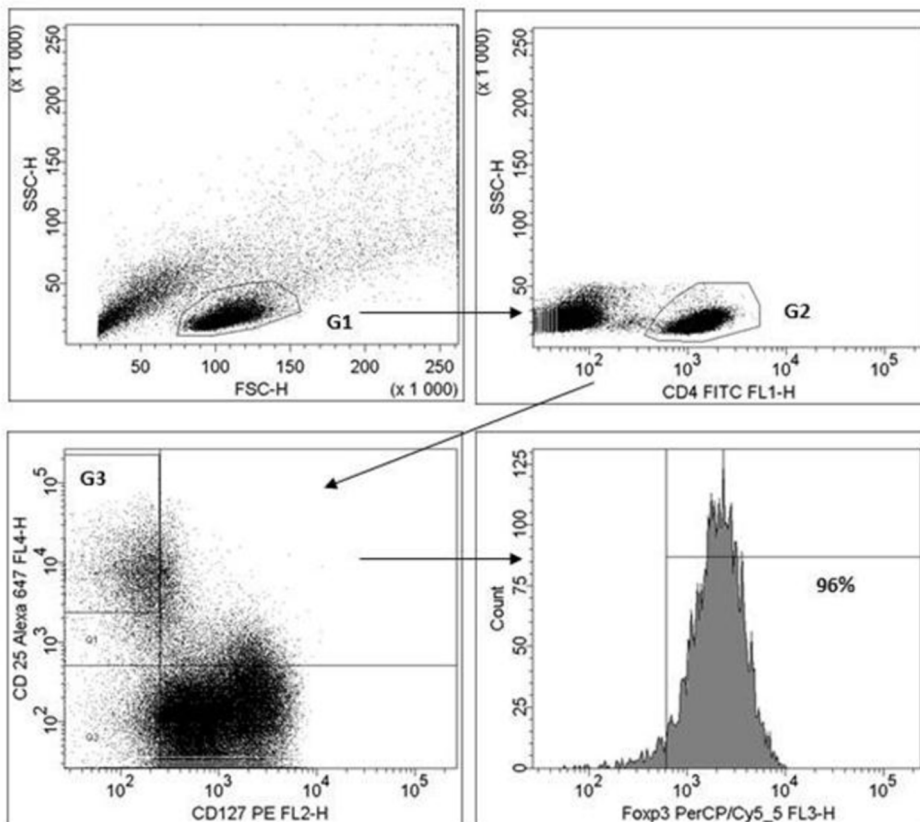 (x 1 000)
SSC-H
250
200
150
100
50
G1
50 100 150 200 250
FSC-H (x 1 000)
(x 1 000)
SSC-H
250
200
150
100
50
G2
10² 10³ 10⁴ 10⁵
CD4 FITC FL1-H
CD 25 Alexa 647 FL4-H
G3
10⁵
10⁴
10³
10²
Q1
10² 10³ 10⁴ 10⁵
CD127 PE FL2-H
Count
125
100
75
50
25
0
96%
10² 10³ 10⁴ 10⁵
Foxp3 PerCP/Cy5_5 FL3-H